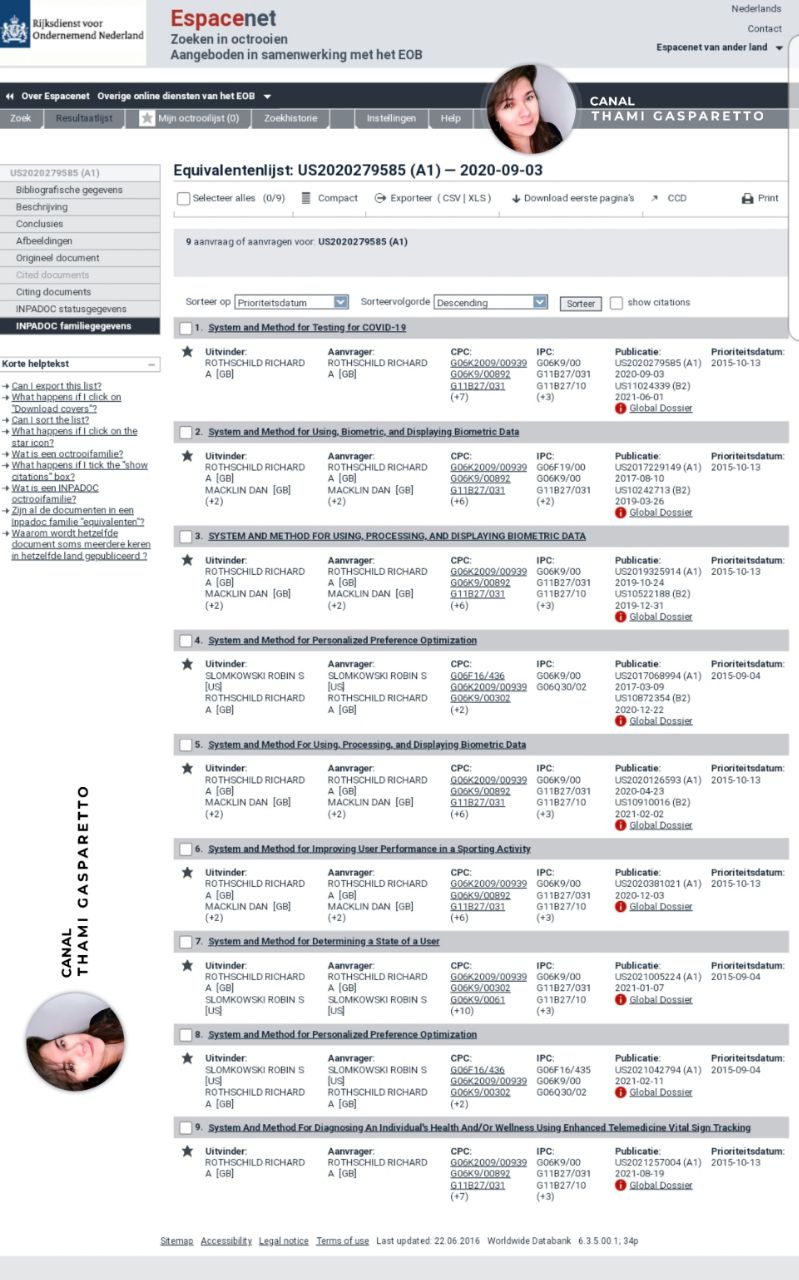 Rijksdienst voor
Ondernemend Nederland
Espacenet
Zoeken in octrooien
Aangeboden in samenwerking met het EOB
Nederlands
Contact
Espacenet van ander land
Over Espacenet Overige online diensten van het EOB
CANAL
THAMI GASPARETTO
Zoek Resultaatlijst Mijn octrooilijst (0) Zoekhistorie Instellingen Help
US2020279585 (A1)
Bibliografische gegevens
Beschrijving
Conclusies
Afbeeldingen
Origineel document
Cited documents
Citing documents
INPADOC statusgegevens
INPADOC familiegegevens
Korte helptekst
Can I export this list?
What happens if I click on
"Download covers"?
Can I sort the list?
What happens if I click on the
star icon?
Wat is een octrooifamilie?
What happens if I tick the "show
citations" box?
Wat is een INPADOC
octrooifamilie?
Zijn al de documenten in een
Inpadoc familie "equivalenten"?
Waarom wordt hetzelfde
document soms meerdere keren
in hetzelfde land gepubliceerd ?
CANAL
THAMI GASPARETTO
Equivalentenlijst: US2020279585 (A1) — 2020-09-03
Selecteer alles (0/9) Compact Exporteer ( CSV | XLS ) Download eerste pagina's CCD Print
9 aanvraag of aanvragen voor: US2020279585 (A1)
Sorteer op Prioriteitsdatum Sorteervolgorde Descending Sorteer show citations
1. System and Method for Testing for COVID-19
Uitvinder: Aanvrager: CPC: IPC: Publicatie: Prioriteitsdatum:
ROTHSCHILD RICHARD ROTHSCHILD RICHARD G06K2009/00939 G06K9/00 US2020279585 (A1) 2015-10-13
A [GB] A [GB] G06K9/00892 G11B27/031 2020-09-03
G11B27/031 G11B27/10 US11024339 (B2)
(+7) (+3) 2021-06-01
Global Dossier
2. System and Method for Using, Biometric, and Displaying Biometric Data
Uitvinder: Aanvrager: CPC: IPC: Publicatie: Prioriteitsdatum:
ROTHSCHILD RICHARD ROTHSCHILD RICHARD G06K2009/00939 G06F19/00 US2017229149 (A1) 2015-10-13
A [GB] A [GB] G06K9/00892 G06K9/00 2017-08-10
MACKLIN DAN [GB] MACKLIN DAN [GB] G11B27/031 G11B27/031 US10242713 (B2)
(+2) (+2) (+6) (+2) 2019-03-26
Global Dossier
3. SYSTEM AND METHOD FOR USING, PROCESSING, AND DISPLAYING BIOMETRIC DATA
Uitvinder: Aanvrager: CPC: IPC: Publicatie: Prioriteitsdatum:
ROTHSCHILD RICHARD ROTHSCHILD RICHARD G06K2009/00939 G06K9/00 US2019325914 (A1) 2015-10-13
A [GB] A [GB] G06K9/00892 G11B27/031 2019-10-24
MACKLIN DAN [GB] MACKLIN DAN [GB] G11B27/031 G11B27/10 US10522188 (B2)
(+2) (+2) (+6) (+3) 2019-12-31
Global Dossier
4. System and Method for Personalized Preference Optimization
Uitvinder: Aanvrager: CPC: IPC: Publicatie: Prioriteitsdatum:
SLOMKOWSKI ROBIN S SLOMKOWSKI ROBIN S G06F16/436 G06K9/00 US2017068994 (A1) 2015-09-04
[US] [US] G06K2009/00939 G06Q30/02 2017-03-09
ROTHSCHILD RICHARD ROTHSCHILD RICHARD G06K9/00302 US10872354 (B2)
A [GB] A [GB] (+2) 2020-12-22
Global Dossier
5. System and Method For Using, Processing, and Displaying Biometric Data
Uitvinder: Aanvrager: CPC: IPC: Publicatie: Prioriteitsdatum:
ROTHSCHILD RICHARD ROTHSCHILD RICHARD G06K2009/00939 G06K9/00 US2020126593 (A1) 2015-10-13
A [GB] A [GB] G06K9/00892 G11B27/031 2020-04-23
MACKLIN DAN [GB] MACKLIN DAN [GB] G11B27/031 G11B27/10 US10910016 (B2)
(+2) (+2) (+6) (+3) 2021-02-02
Global Dossier
6. System and Method for Improving User Performance in a Sporting Activity
Uitvinder: Aanvrager: CPC: IPC: Publicatie: Prioriteitsdatum:
ROTHSCHILD RICHARD ROTHSCHILD RICHARD G06K2009/00939 G06K9/00 US2020381021 (A1) 2015-10-13
A [GB] A [GB] G06K9/00892 G11B27/031 2020-12-03
MACKLIN DAN [GB] MACKLIN DAN [GB] G11B27/031 G11B27/10 Global Dossier
(+2) (+2) (+6) (+3)
7. System and Method for Determining a State of a User
Uitvinder: Aanvrager: CPC: IPC: Publicatie: Prioriteitsdatum:
ROTHSCHILD RICHARD ROTHSCHILD RICHARD G06K2009/00939 G06K9/00 US2021005224 (A1) 2015-09-04
A [GB] A [GB] G06K9/00302 G11B27/031 2021-01-07
SLOMKOWSKI ROBIN S SLOMKOWSKI ROBIN S G06K9/0061 G11B27/10 Global Dossier
[US] [US] (+10) (+3)
8. System and Method for Personalized Preference Optimization
Uitvinder: Aanvrager: CPC: IPC: Publicatie: Prioriteitsdatum:
SLOMKOWSKI ROBIN S SLOMKOWSKI ROBIN S G06F16/436 G06F16/435 US2021042794 (A1) 2015-09-04
[US] [US] G06K2009/00939 G06K9/00 2021-02-11
ROTHSCHILD RICHARD ROTHSCHILD RICHARD G06K9/00302 G06Q30/02 Global Dossier
A [GB] A [GB] (+2)
9. System And Method For Diagnosing An Individual's Health And/Or Wellness Using Enhanced Telemedicine Vital Sign Tracking
Uitvinder: Aanvrager: CPC: IPC: Publicatie: Prioriteitsdatum:
ROTHSCHILD RICHARD ROTHSCHILD RICHARD G06K2009/00939 G06K9/00 US2021257004 (A1) 2015-10-13
A [GB] A [GB] G06K9/00892 G11B27/031 2021-08-19
G11B27/031 G11B27/10 Global Dossier
(+7) (+3)
Sitemap Accessibility Legal notice Terms of use Last updated: 22.06.2016 Worldwide Databank 6.3.5.00.1; 34p